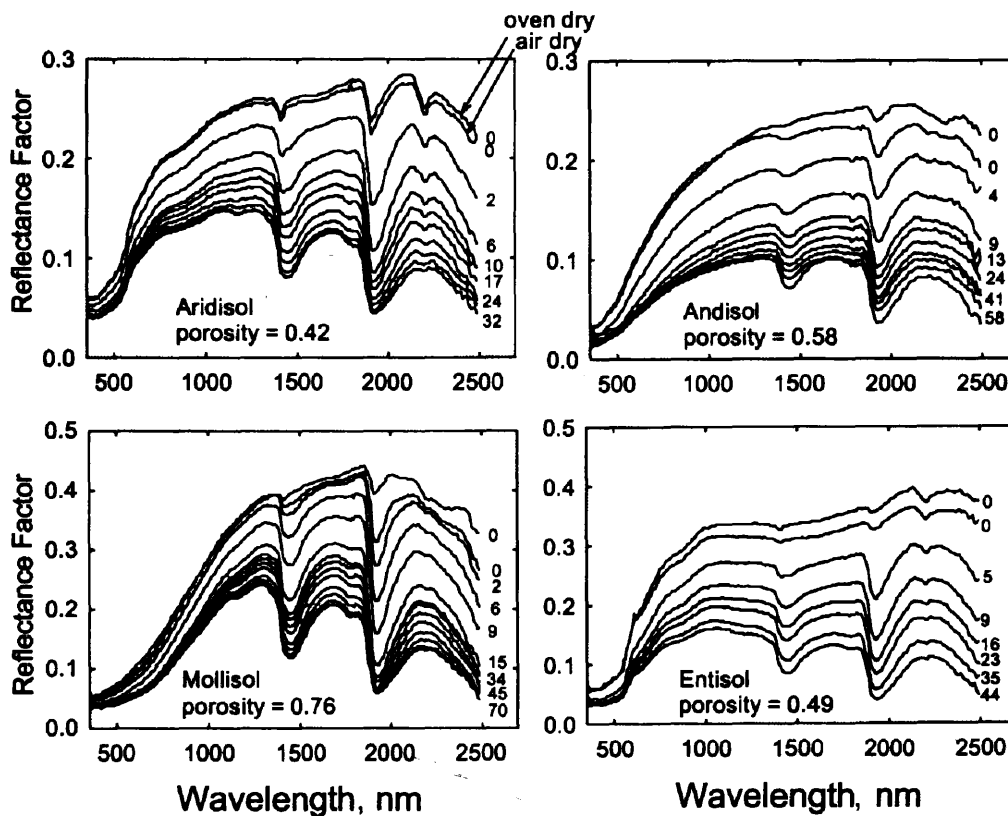 oven dry
air dry
0.3
0.2
0.1
0.0
Reflectance Factor
500 1000 1500 2000 2500
Aridisol
porosity = 0.42
0
0
2
6
10
17
24
32
0.3
0.2
0.1
0.0
500 1000 1500 2000 2500
Andisol
porosity = 0.58
0
0
4
9
13
24
41
58
0.5
0.4
0.3
0.2
0.1
0.0
Reflectance Factor
500 1000 1500 2000 2500
Mollisol
porosity = 0.76
0
0
2
6
9
15
34
45
70
Wavelength, nm
0.5
0.4
0.3
0.2
0.1
0.0
500 1000 1500 2000 2500
Entisol
porosity = 0.49
0
0
5
9
16
23
35
44
Wavelength, nm